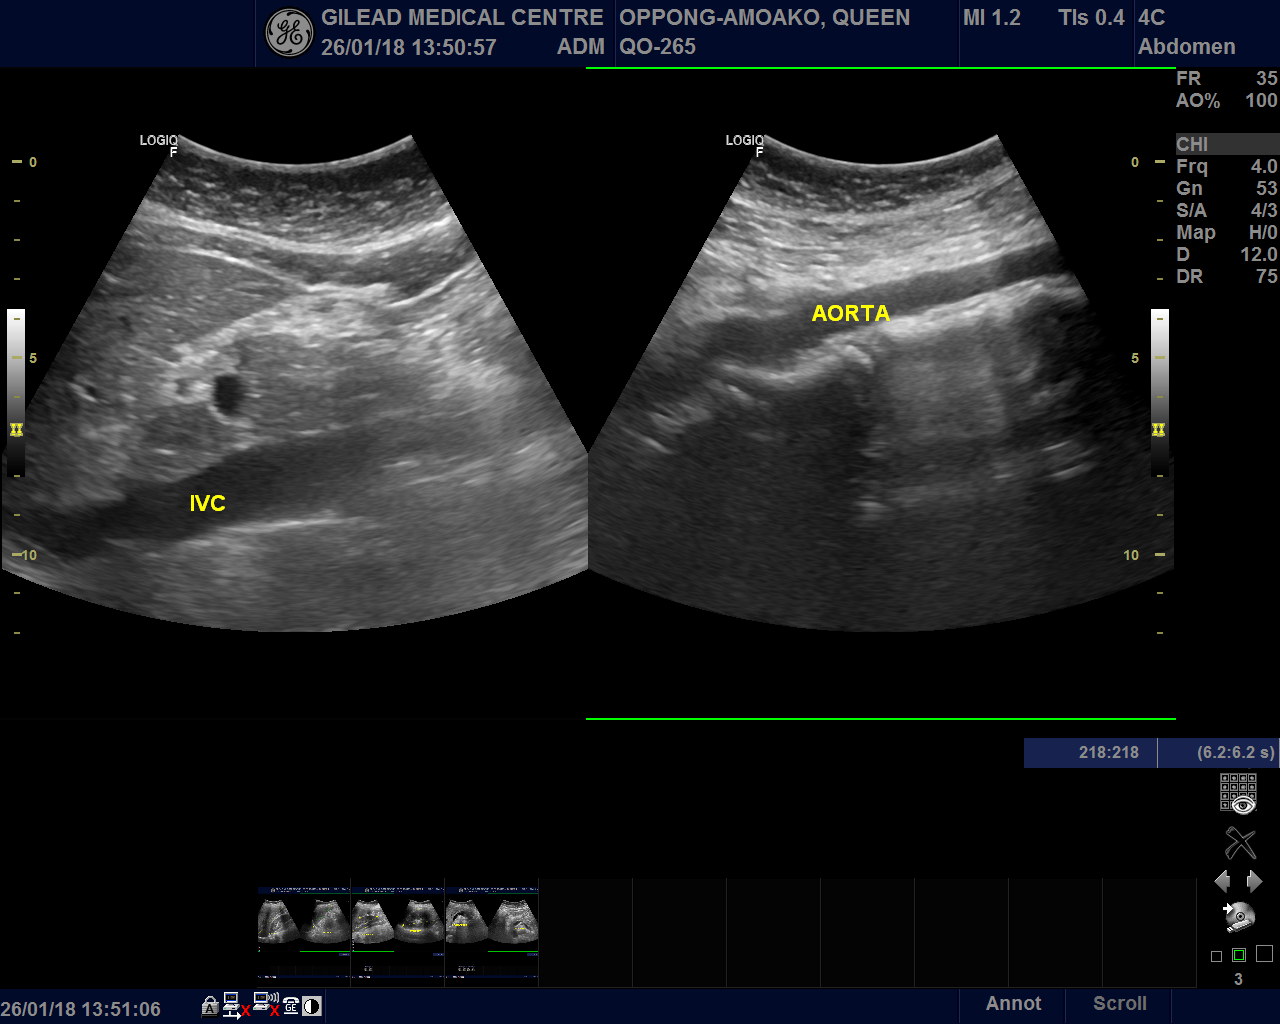 GILEAD MEDICAL CENTRE
26/01/18 13:50:57 ADM
OPPONG-AMOAKO, QUEEN
QO-265
MI 1.2 TIs 0.4
4C
Abdomen
FR 35
AO% 100
CHI
Frq 4.0
Gn 53
S/A 4/3
Map H/0
D 12.0
DR 75
LOGIQ
F
0
5
10
IVC
LOGIQ
F
0
5
10
AORTA
218:218 (6.2:6.2 s)
3
26/01/18 13:51:06
Annot
Scroll